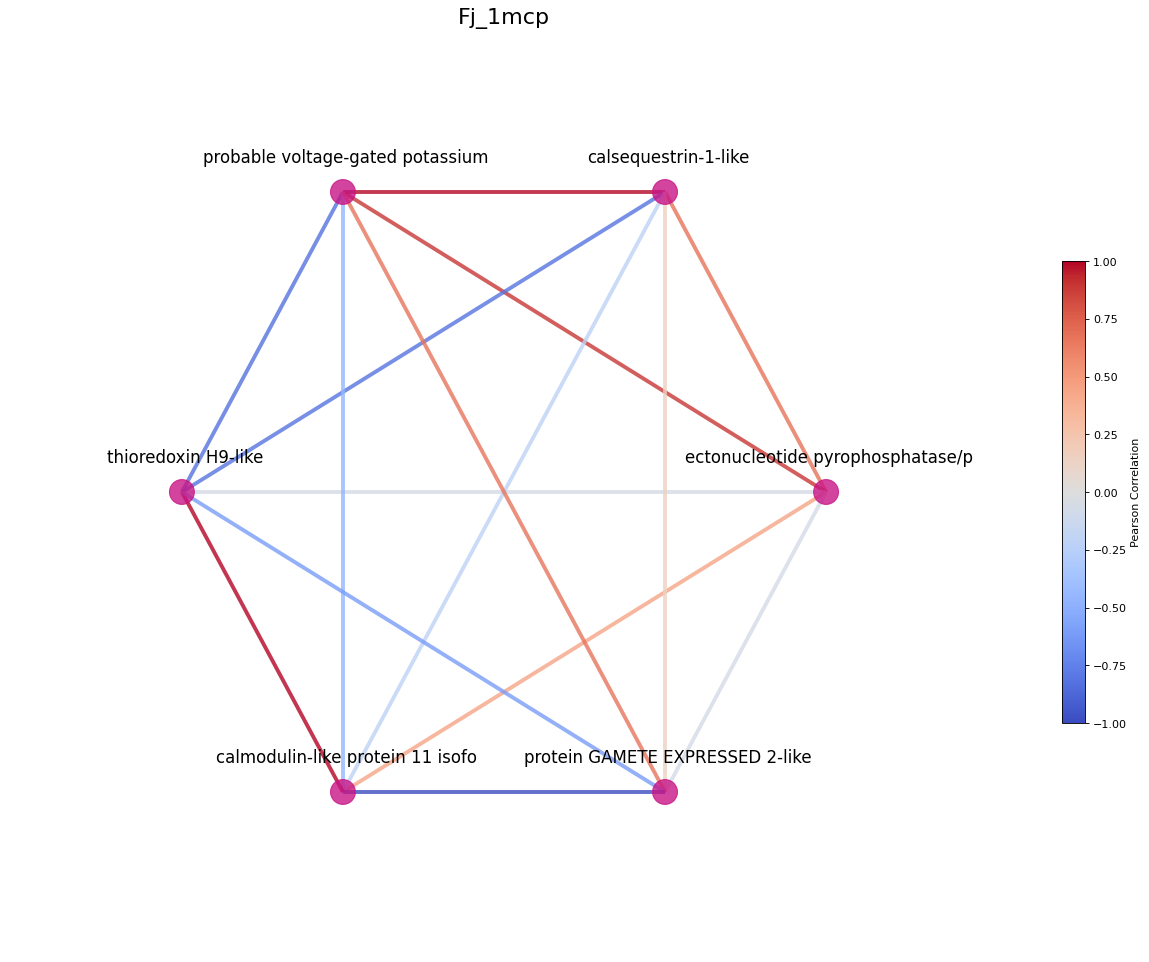 Fj_1mcp
probable voltage-gated potassium
calsequestrin-1-like
thioredoxin H9-like
ectonucleotide pyrophosphatase/p
calmodulin-like protein 11 isofo
protein GAMETE EXPRESSED 2-like
1.00
0.75
0.50
0.25
0.00
−0.25
−0.50
−0.75
−1.00
Pearson Correlation